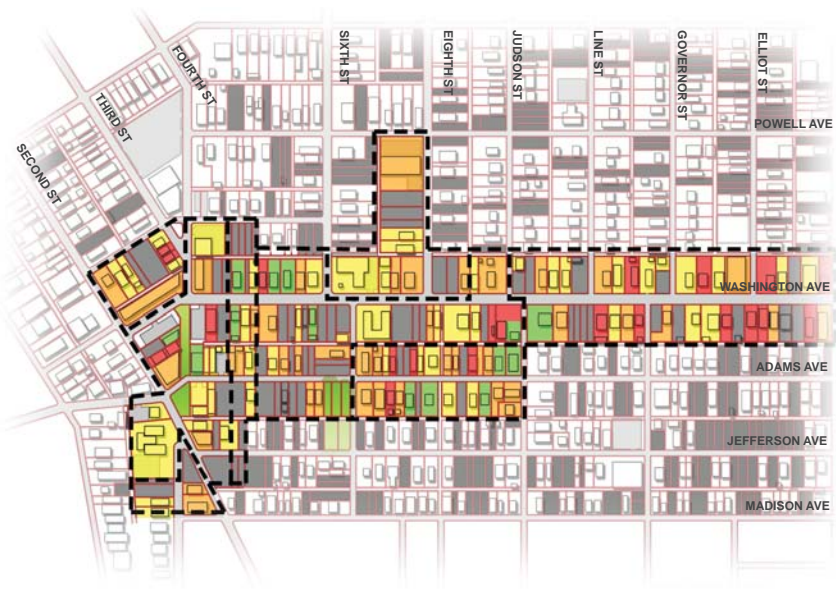 SECOND ST
THIRD ST
FOURTH ST
SIXTH ST
EIGHTH ST
JUDSON ST
LINE ST
GOVERNOR ST
ELLIOT ST
POWELL AVE
WASHINGTON AVE
ADAMS AVE
JEFFERSON AVE
MADISON AVE